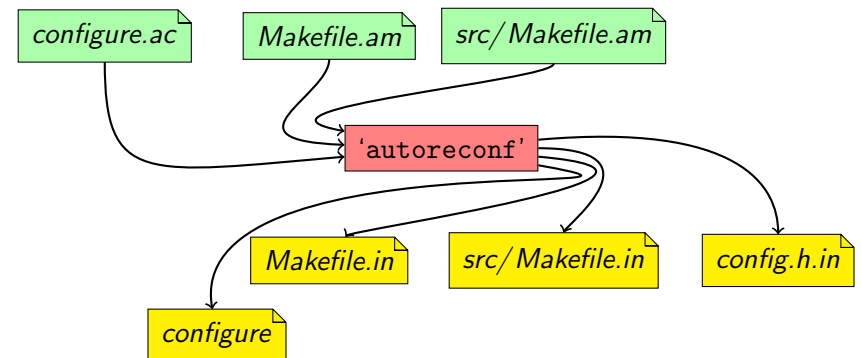 configure.ac
Makefile.am
src/Makefile.am
‘autoreconf’
Makefile.in
src/Makefile.in
config.h.in
configure